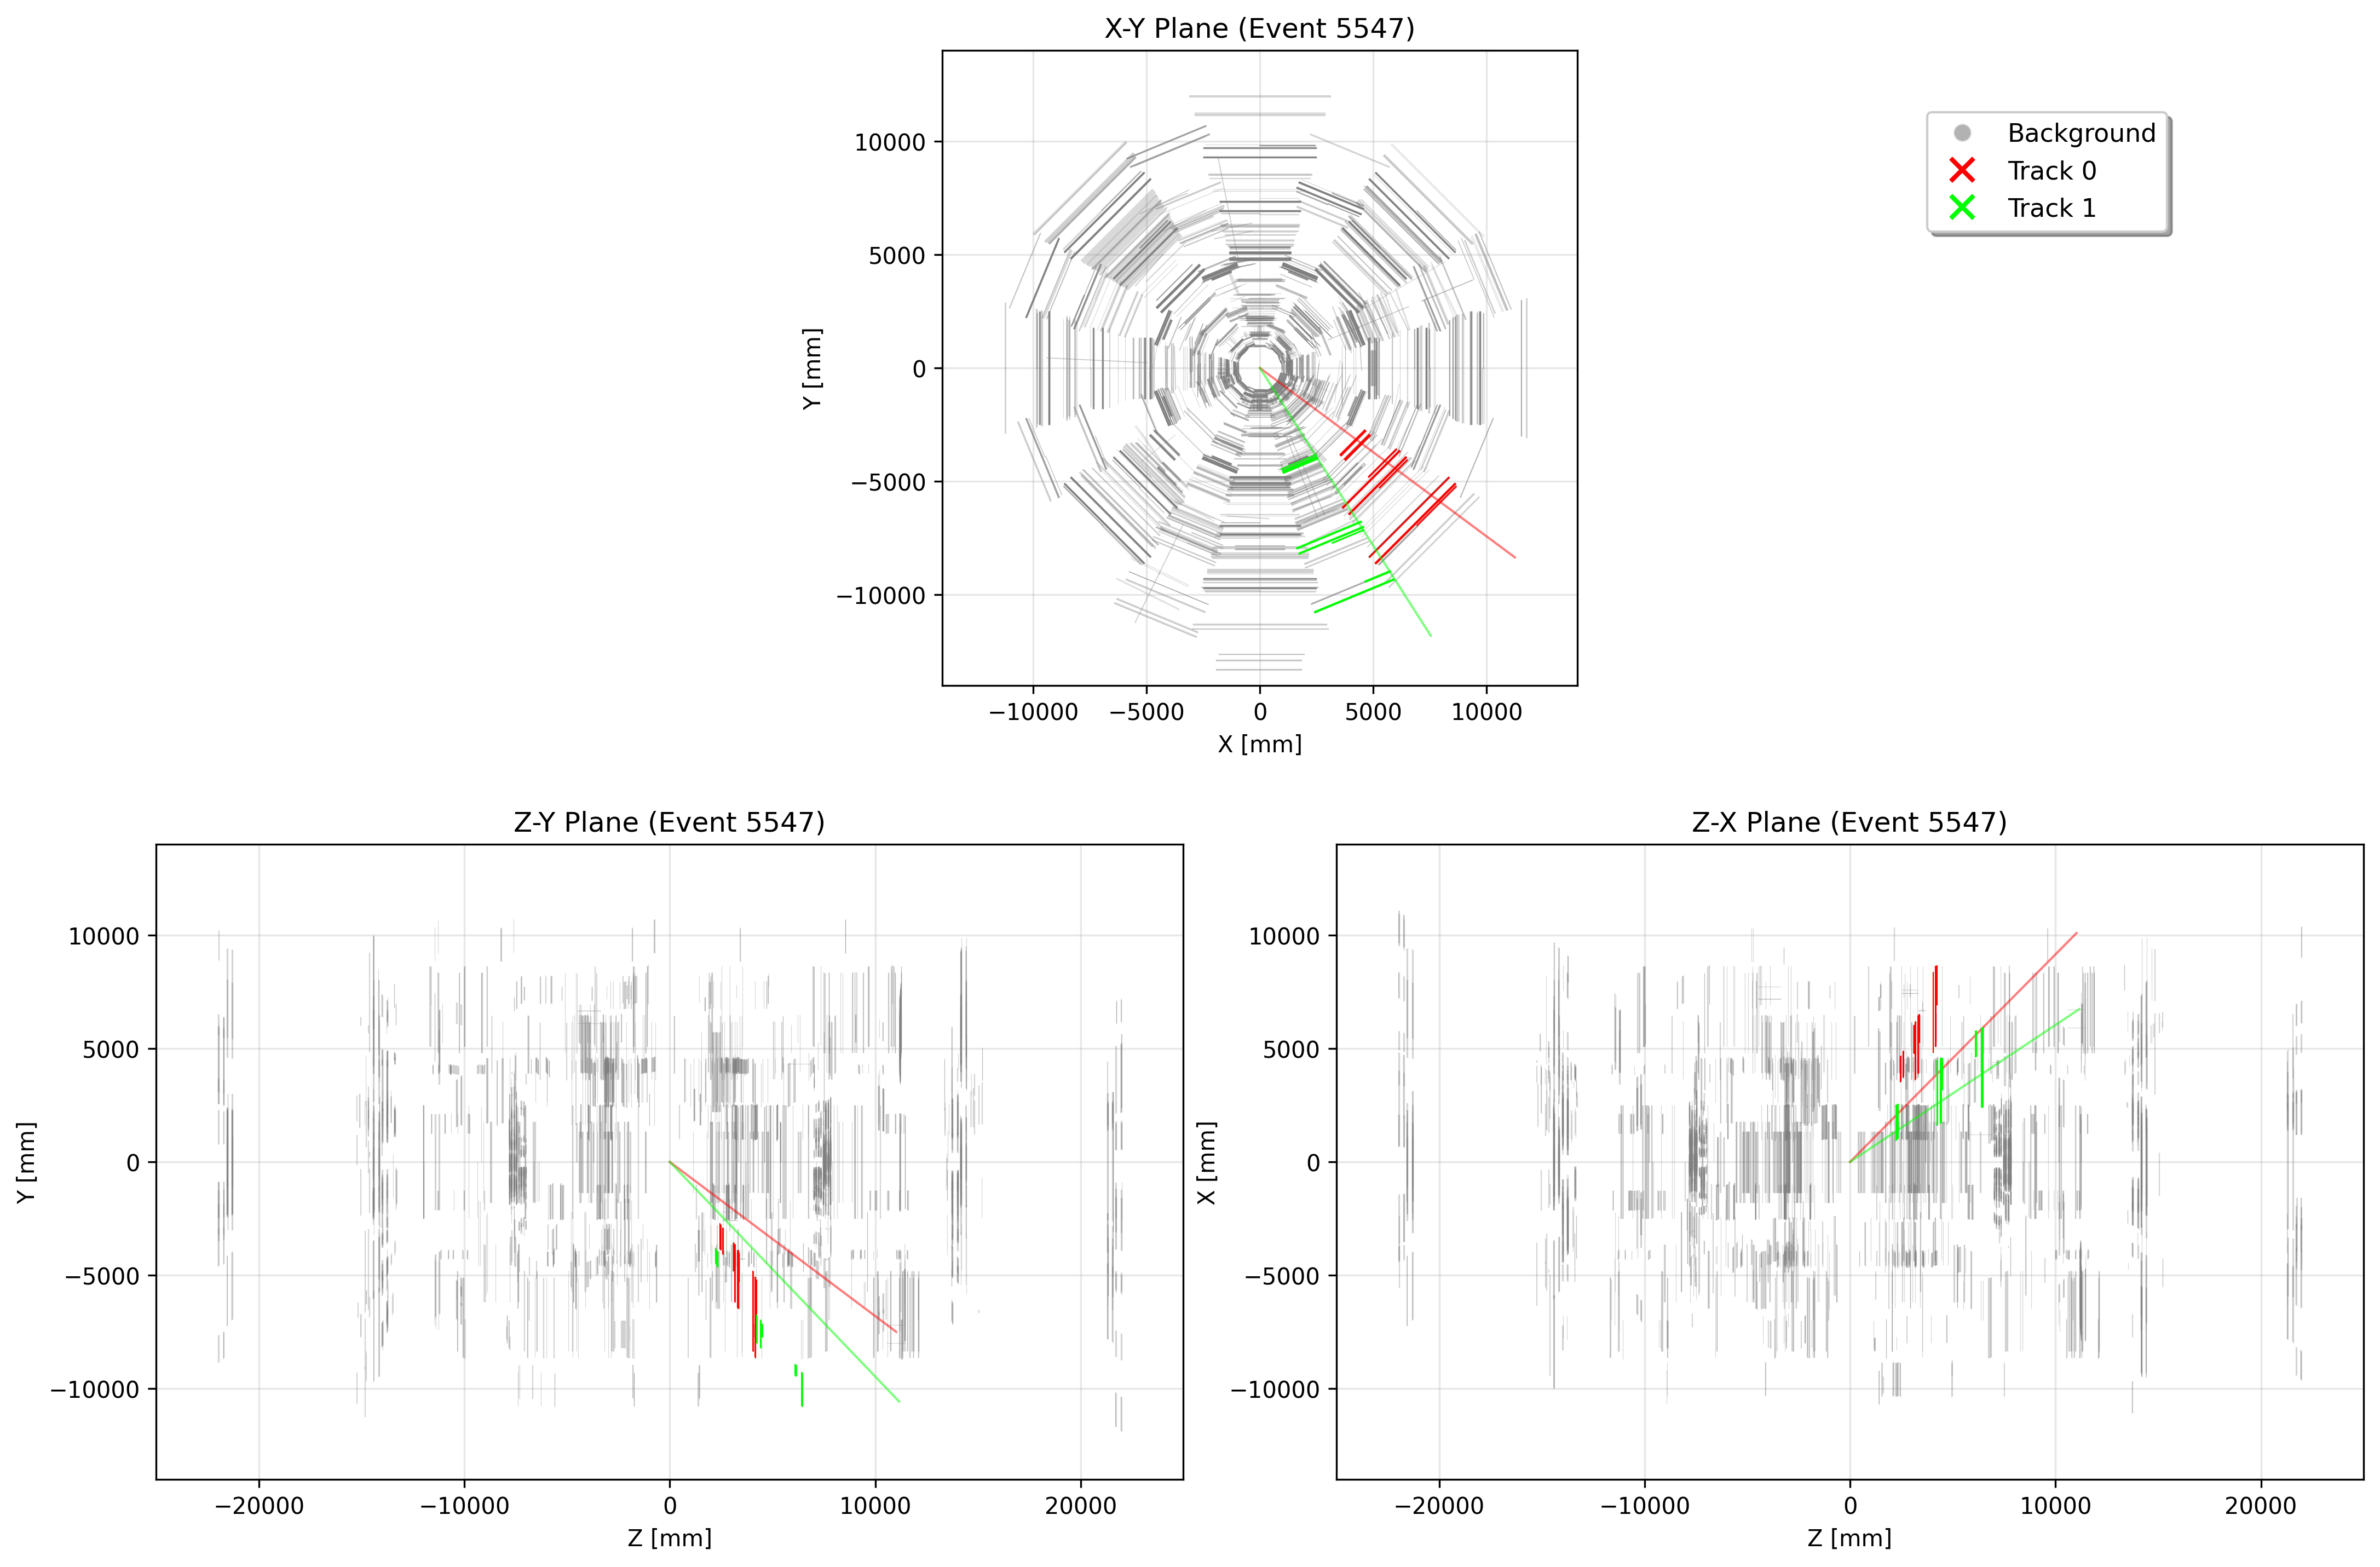 X-Y Plane (Event 5547)
Background
Track 0
Track 1
10000
5000
0
−5000
−10000
Y [mm]
−10000 −5000 0 5000 10000
X [mm]
Z-Y Plane (Event 5547)
10000
5000
0
−5000
−10000
Y [mm]
−20000 −10000 0 10000 20000
Z [mm]
Z-X Plane (Event 5547)
10000
5000
0
−5000
−10000
X [mm]
−20000 −10000 0 10000 20000
Z [mm]